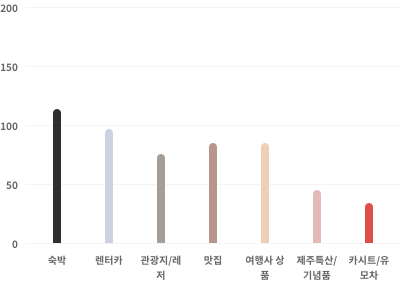 200
150
100
50
0
숙박
렌터카
관광지/레
저
맛집
여행사 상
품
제주특산/
기념품
카시트/유
모차